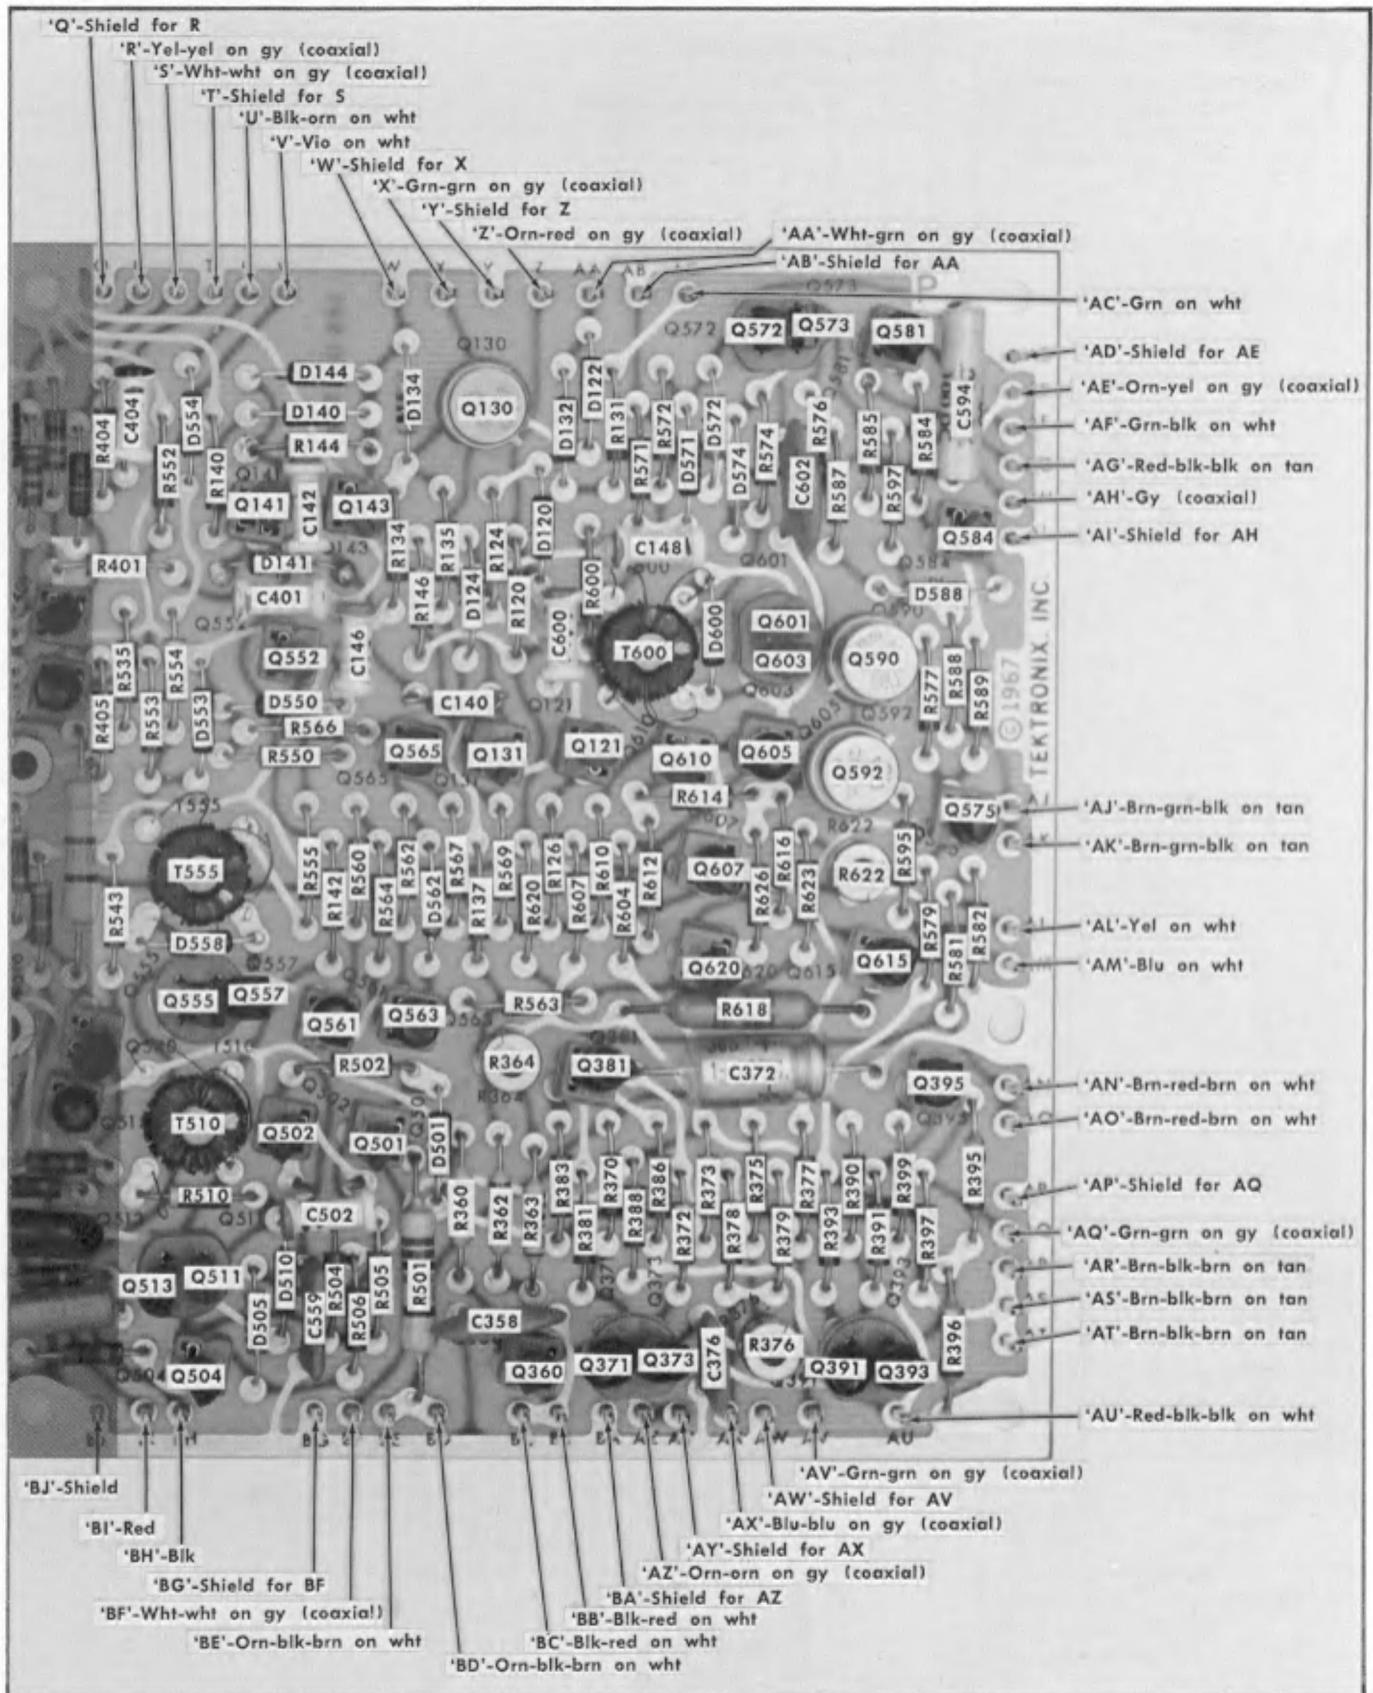 'Q'-Shield for R
'R'-Yel-yel on gy (coaxial)
'S'-Wht-wht on gy (coaxial)
'T'-Shield for S
'U'-Blk-orn on wht
'V'-Vio on wht
'W'-Shield for X
'X'-Grn-grn on gy (coaxial)
'Y'-Shield for Z
'Z'-Orn-red on gy (coaxial)
'AA'-Wht-grn on gy (coaxial)
'AB'-Shield for AA
'AC'-Grn on wht
'AD'-Shield for AE
'AE'-Orn-yel on gy (coaxial)
'AF'-Grn-blk on wht
'AG'-Red-blk-blk on tan
'AH'-Gy (coaxial)
'AI'-Shield for AH
'AJ'-Brn-grn-blk on tan
'AK'-Brn-grn-blk on tan
'AL'-Yel on wht
'AM'-Blu on wht
'AN'-Brn-red-brn on wht
'AO'-Brn-red-brn on wht
'AP'-Shield for AQ
'AQ'-Grn-grn on gy (coaxial)
'AR'-Brn-blk-brn on tan
'AS'-Brn-blk-brn on tan
'AT'-Brn-blk-brn on tan
'AU'-Red-blk-blk on wht
W Y Z AA AB P
Q573
Q572
Q572 Q573 Q581
Q130
D144 D134 Q130 D122
C404 D554 D140 D132 R131 R572 D572 R576 R585 R584 C594
R404 R552 R140 R144 R571 D571 D574 R574 C602 R587 R597
Q141 C142 Q143 Q584
R401 D141 R134 R135 R124 D120 C148 Q601
C401 R146 D124 R120 R600 D588
R535 R554 Q552 C146 C600 T600 D600 Q601 Q603 Q590 R577 R588 R589
R405 R553 D553 D550 C140 Q603 Q592
R566
R550 Q565 Q131 Q121 Q610 Q605 Q592
©1967 TEKTRONIX, INC
R614 Q575
T555 R555 R560 R562 R567 R569 R126 R610 R612 Q607 R616 R622 R595
R543 R142 R564 D562 R137 R620 R607 R604 R626 R623 R579 R581 R582
D558 Q620 Q615 Q615
Q557
Q555 Q557 Q561 Q563 R563 R618
R502 R364 Q381 C372 Q395
R364 Q395
T510 Q502 Q501 D501
R510 C502 R360 R362 R363 R383 R370 R386 R373 R375 R377 R390 R399 R395
R381 R388 R372 R378 R379 R393 R391 R397
Q513 Q511 D510 R504 R505 R501 Q373 Q393
D505 C559 R506 C358 R376 R396
Q504 Q504 Q360 Q371 Q373 C376 Q391 Q393
BG AU
'AV'-Grn-grn on gy (coaxial)
'BJ'-Shield
'AW'-Shield for AV
'BI'-Red
'AX'-Blu-blu on gy (coaxial)
'BH'-Blk
'AY'-Shield for AX
'BG'-Shield for BF
'AZ'-Orn-orn on gy (coaxial)
'BF'-Wht-wht on gy (coaxial)
'BA'-Shield for AZ
'BB'-Blk-red on wht
'BE'-Orn-blk-brn on wht
'BC'-Blk-red on wht
'BD'-Orn-blk-brn on wht